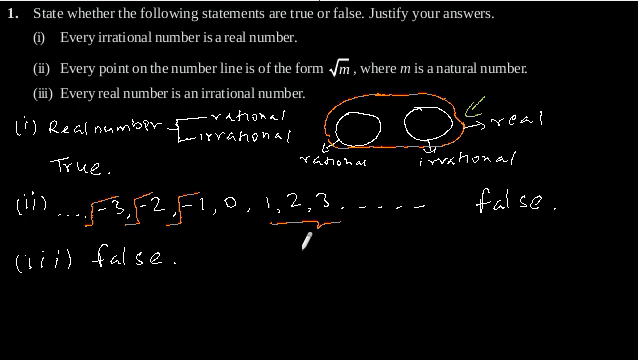 1. State whether the following statements are true or false. Justify your answers.
(i) Every irrational number is a real number.
(ii) Every point on the number line is of the form √m , where m is a natural number.
(iii) Every real number is an irrational number.
(i) Real number rational
irrational
real
rational irrational
True.
(ii) ...√-3, √-2, √-1, 0, 1, 2, 3, ..... false.
(iii) false.